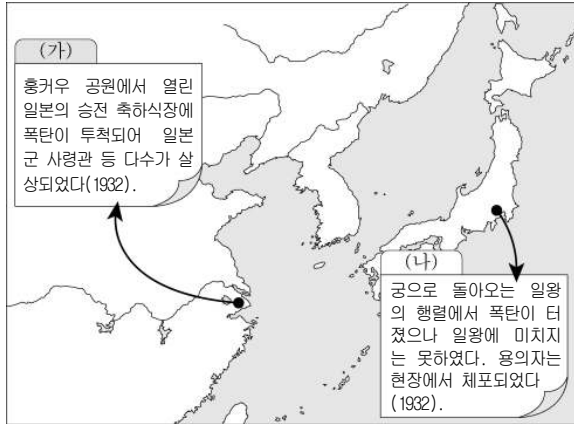 (가)
훙커우 공원에서 열린
일본의 승전 축하식장에
폭탄이 투척되어 일본
군 사령관 등 다수가 살
상되었다(1932).
(나)
궁으로 돌아오는 일왕
의 행렬에서 폭탄이 터
졌으나 일왕에 미치지
는 못하였다. 용의자는
현장에서 체포되었다
(1932).